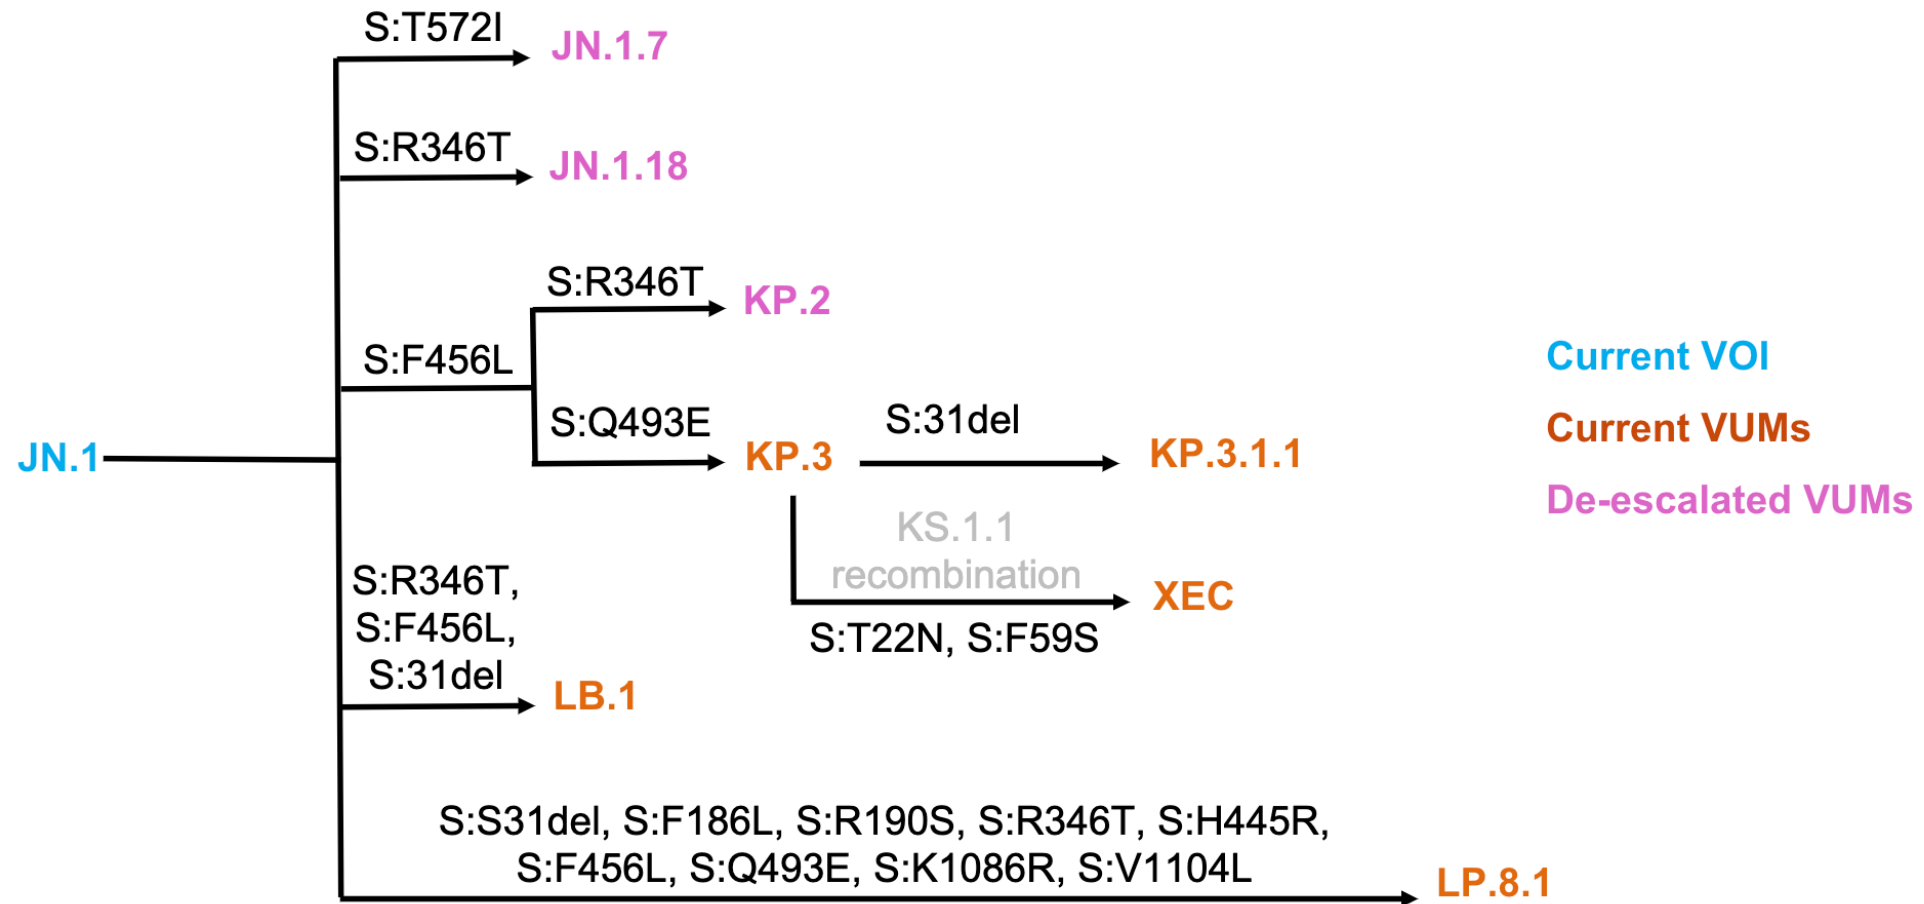 S:T572I
JN.1.7
S:R346T
JN.1.18
S:R346T
KP.2
S:F456L
S:Q493E
KP.3
S:31del
KP.3.1.1
JN.1
KS.1.1
recombination
XEC
S:T22N, S:F59S
S:R346T,
S:F456L,
S:31del
LB.1
S:S31del, S:F186L, S:R190S, S:R346T, S:H445R,
S:F456L, S:Q493E, S:K1086R, S:V1104L
LP.8.1
Current VOI
Current VUMs
De-escalated VUMs